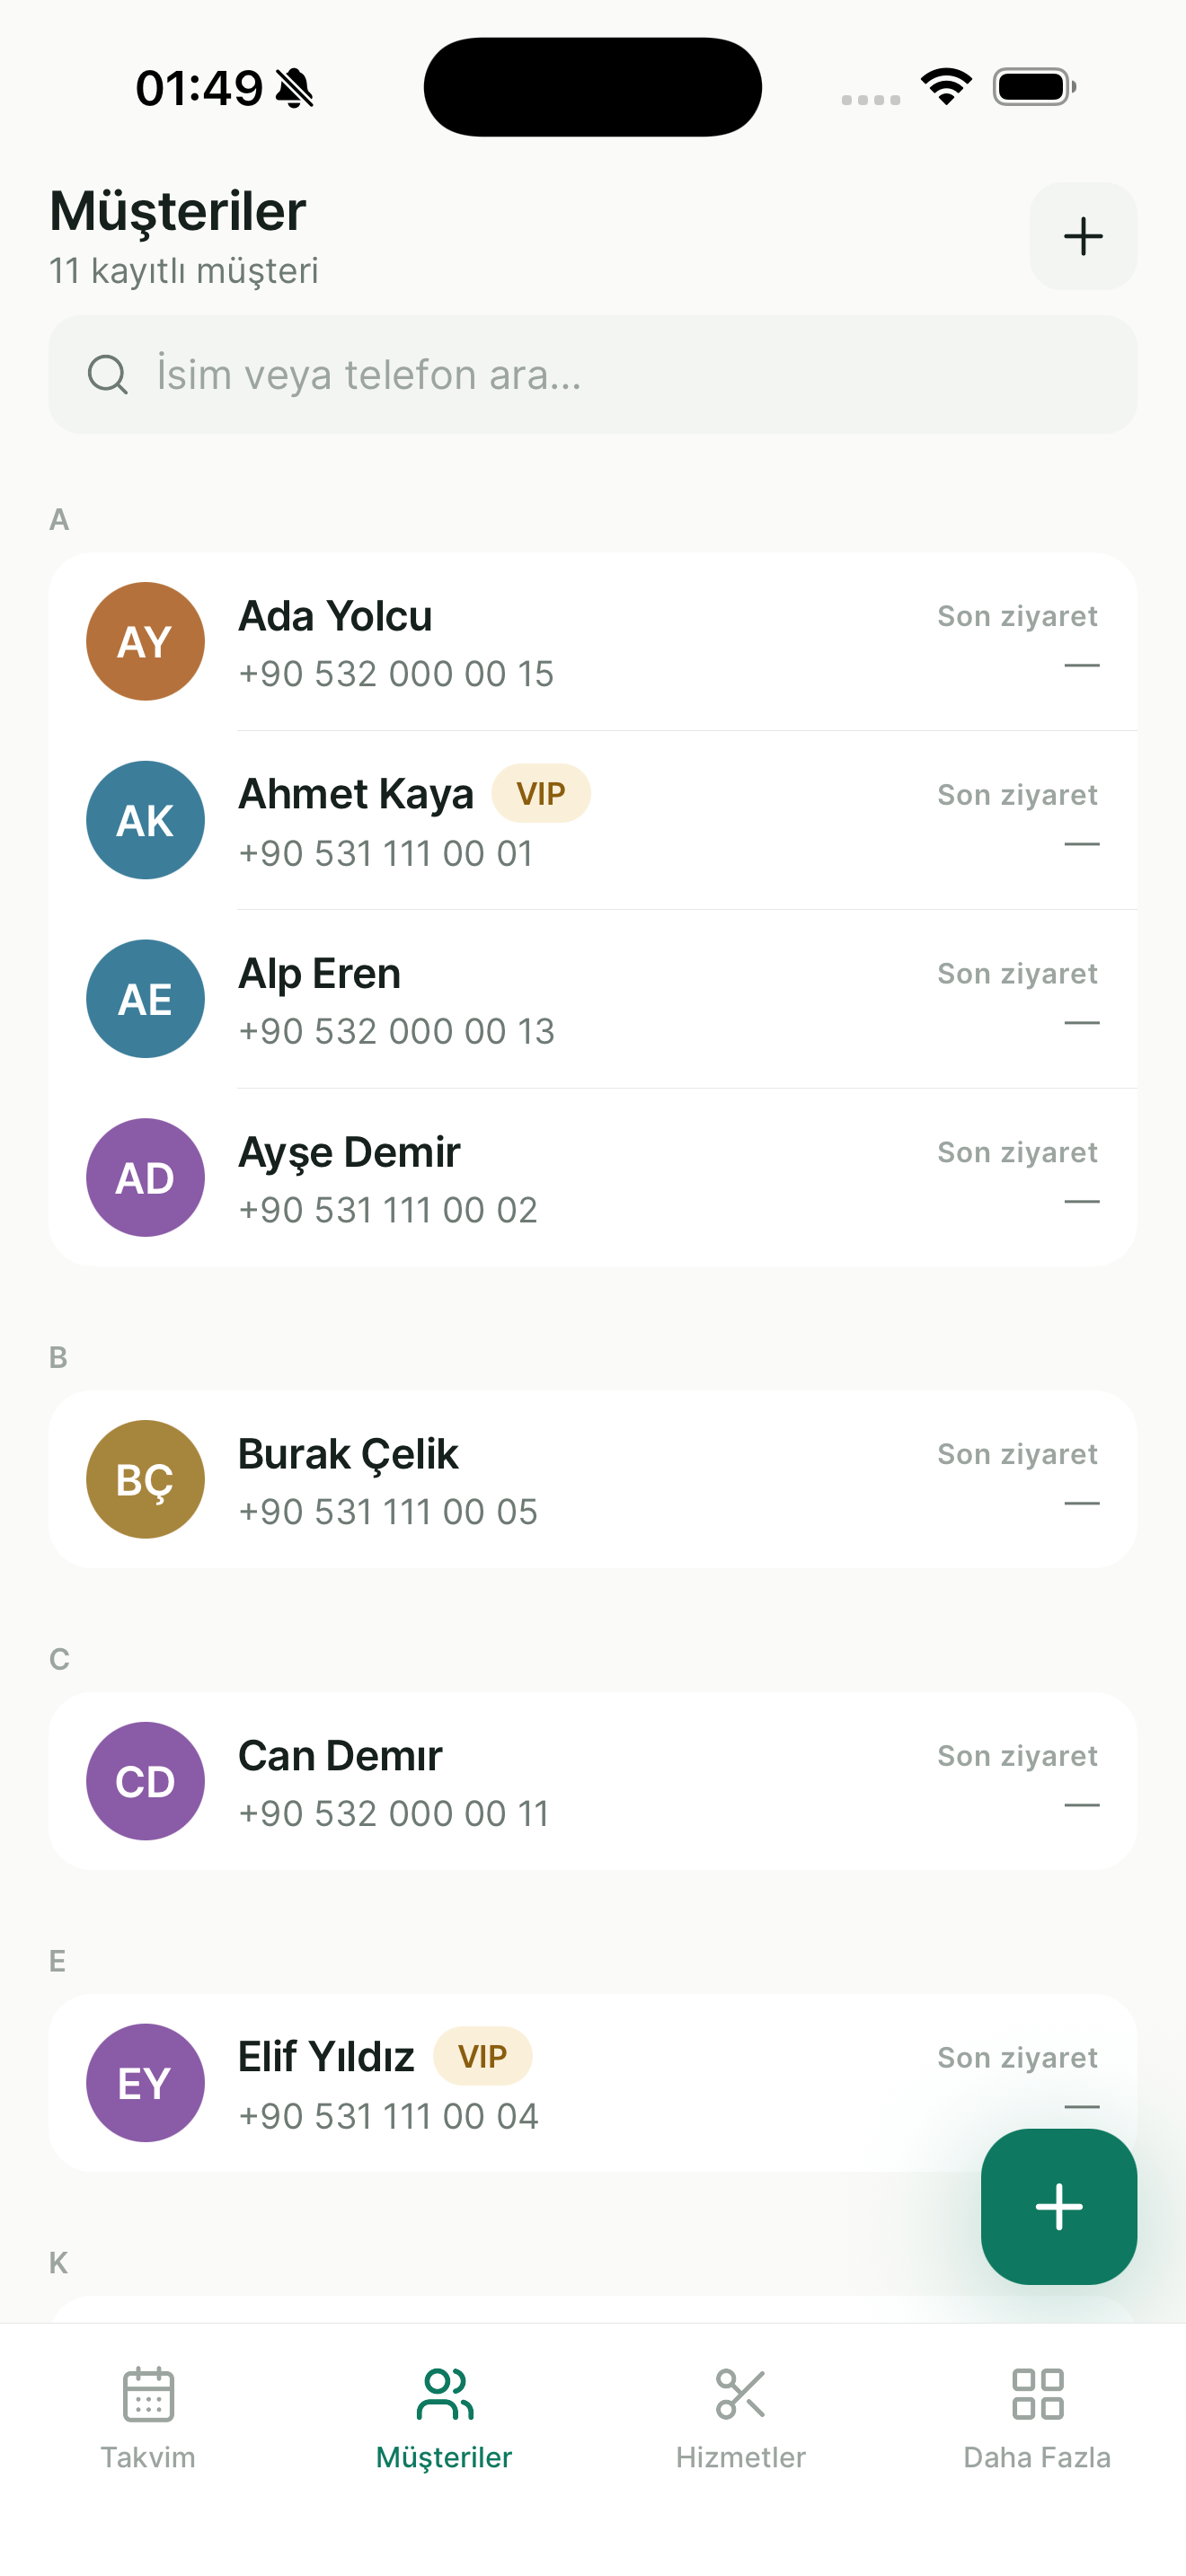 01:49
Müşteriler
11 kayıtlı müşteri
İsim veya telefon ara...
A
AY
Ada Yolcu
+90 532 000 00 15
Son ziyaret
—
AK
Ahmet Kaya VIP
+90 531 111 00 01
Son ziyaret
—
AE
Alp Eren
+90 532 000 00 13
Son ziyaret
—
AD
Ayşe Demir
+90 531 111 00 02
Son ziyaret
—
B
BÇ
Burak Çelik
+90 531 111 00 05
Son ziyaret
—
C
CD
Can Demır
+90 532 000 00 11
Son ziyaret
—
E
EY
Elif Yıldız VIP
+90 531 111 00 04
Son ziyaret
—
K
Takvim
Müşteriler
Hizmetler
Daha Fazla